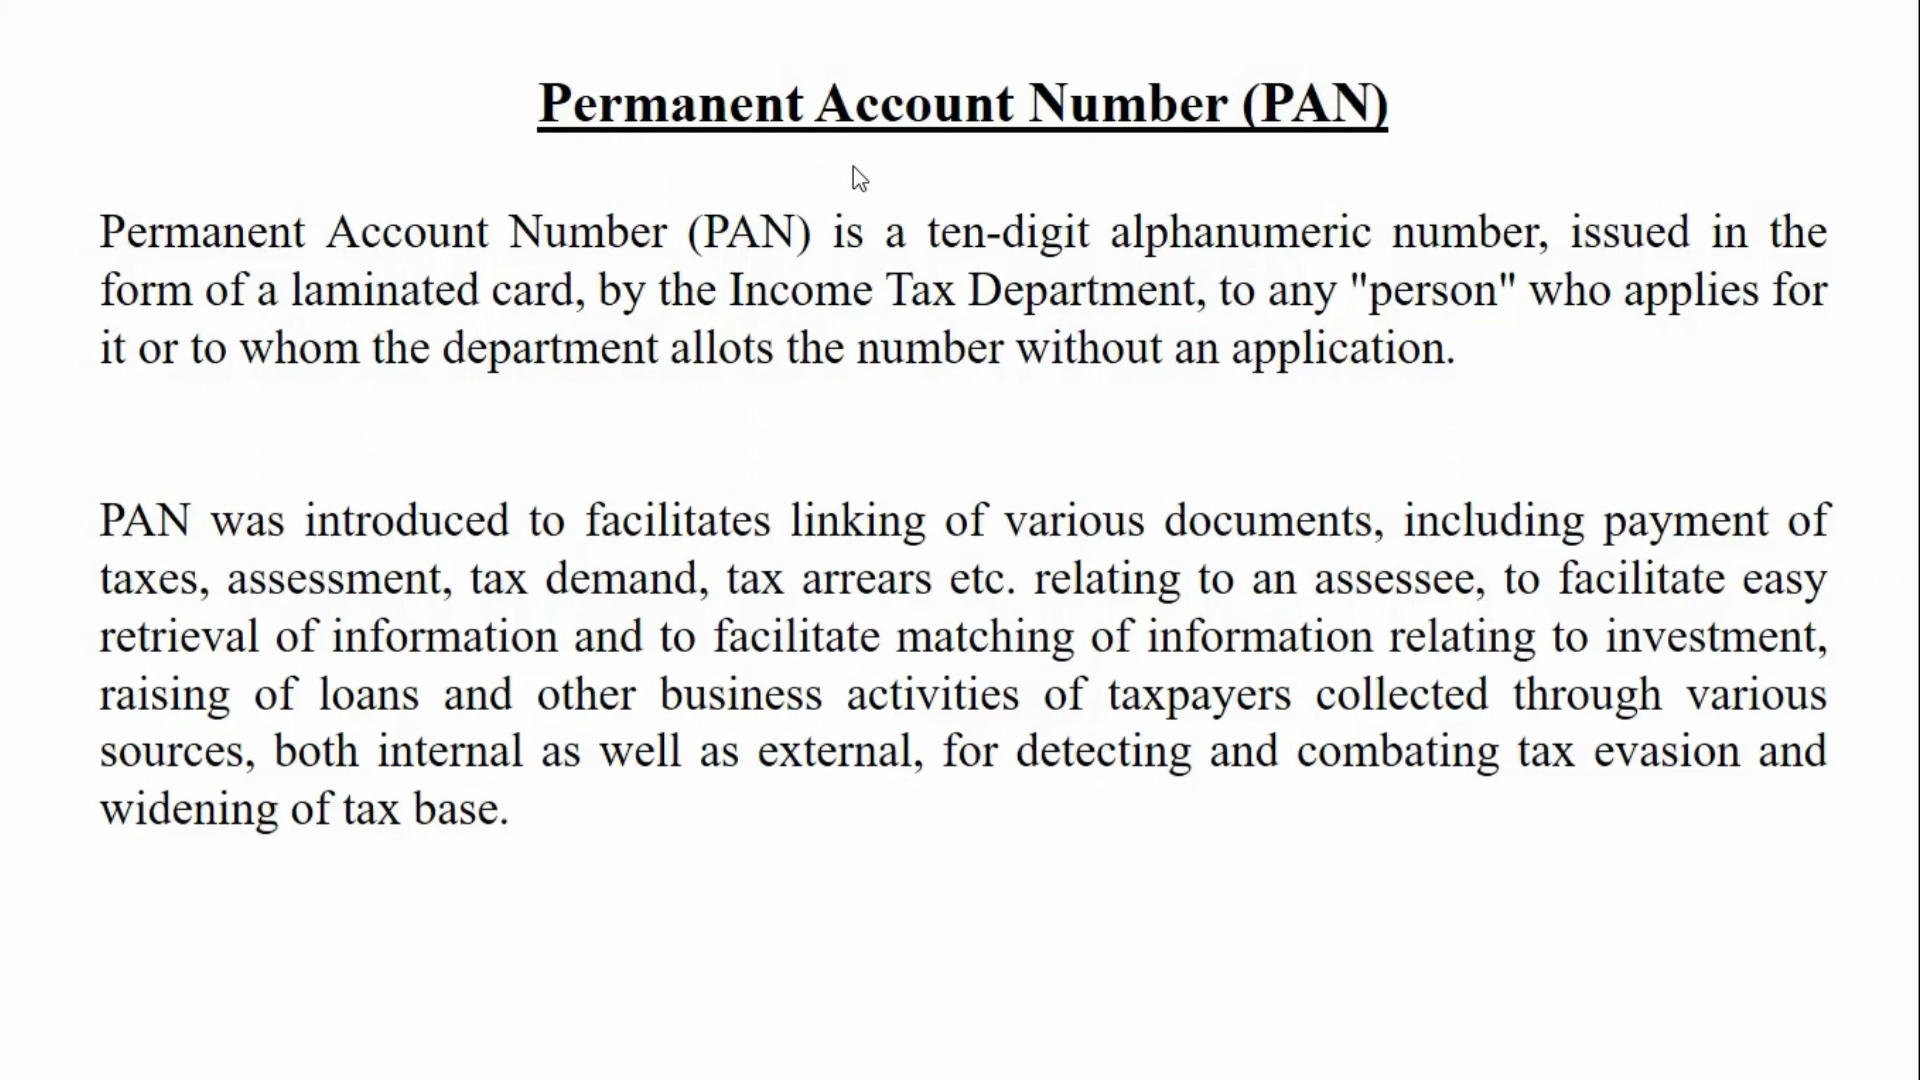 Permanent Account Number (PAN)
Permanent Account Number (PAN) is a ten-digit alphanumeric number, issued in the
form of a laminated card, by the Income Tax Department, to any "person" who applies for
it or to whom the department allots the number without an application.
PAN was introduced to facilitates linking of various documents, including payment of
taxes, assessment, tax demand, tax arrears etc. relating to an assessee, to facilitate easy
retrieval of information and to facilitate matching of information relating to investment,
raising of loans and other business activities of taxpayers collected through various
sources, both internal as well as external, for detecting and combating tax evasion and
widening of tax base.